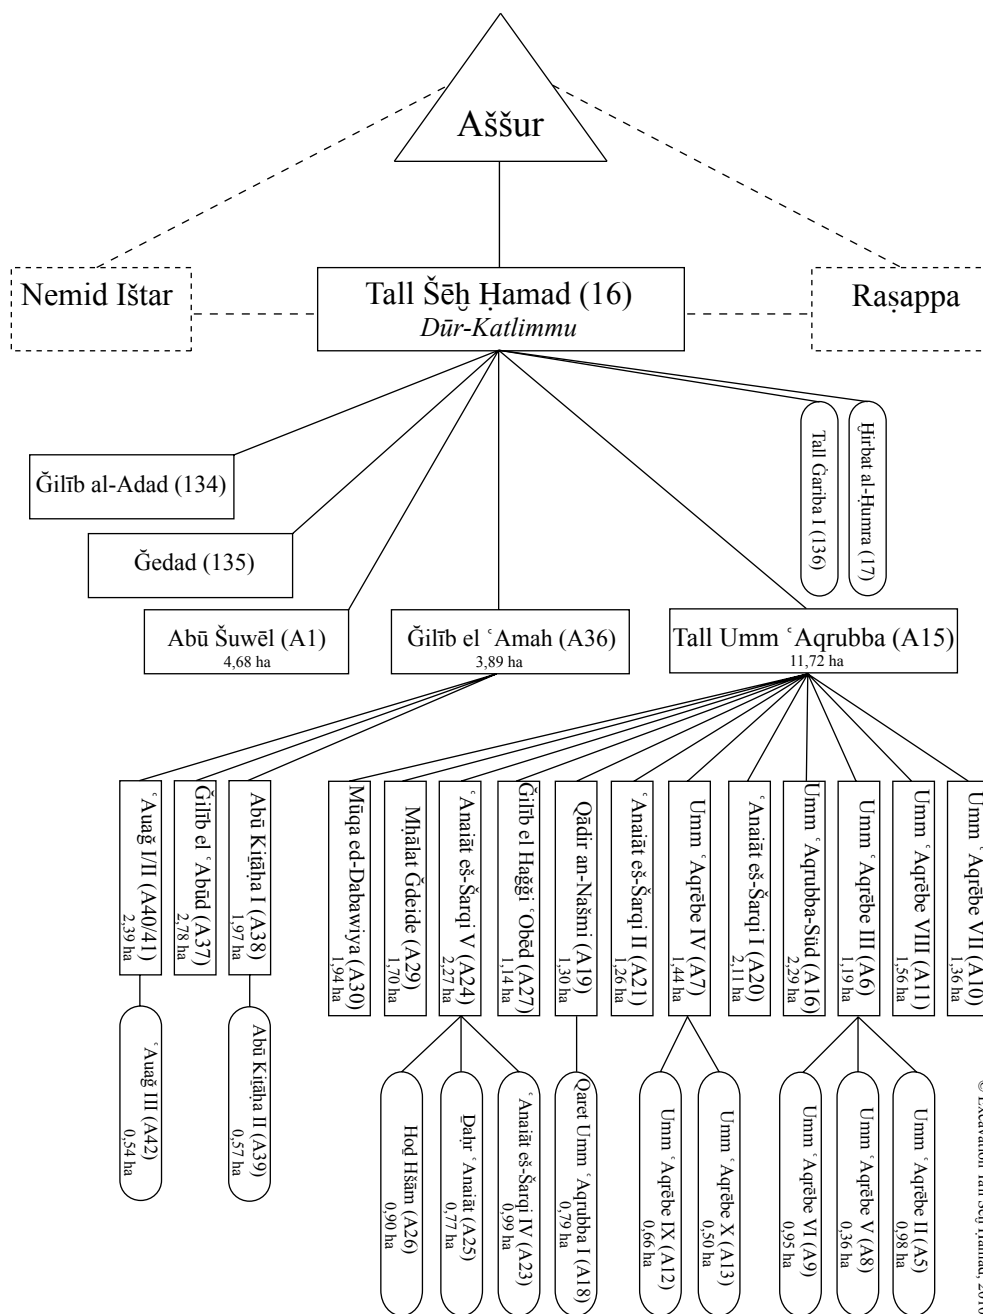 Aššur
Nemid Ištar
Tall Šēḫ Ḥamad (16)
Dūr-Katlimmu
Raṣappa
Tall Ġariba I (136)
Ḫirbat al-Ḥumra (17)
Ǧilīb al-Adad (134)
Ǧedad (135)
Abū Šuwēl (A1)
4,68 ha
Ǧilīb el ʿAmah (A36)
3,89 ha
Tall Umm ʿAqrubba (A15)
11,72 ha
ʿAuaǧ I/II (A40/41)
2,39 ha
Ǧilīb el ʿAbūd (A37)
2,78 ha
Abū Kiṭāḥa I (A38)
1,97 ha
Mūqa ed-Dabawiya (A30)
1,94 ha
Mḥālat Ǧdeide (A29)
1,70 ha
ʿAnaiāt eš-Šarqi V (A24)
2,27 ha
Ǧilīb el Haǧǧi ʿObēd (A27)
1,14 ha
Qādir an-Našmi (A19)
1,30 ha
ʿAnaiāt eš-Šarqi II (A21)
1,26 ha
Umm ʿAqrēbe IV (A7)
1,44 ha
ʿAnaiāt eš-Šarqi I (A20)
2,11 ha
Umm ʿAqrubba-Süd (A16)
2,29 ha
Umm ʿAqrēbe III (A6)
1,19 ha
Umm ʿAqrēbe VIII (A11)
1,56 ha
Umm ʿAqrēbe VII (A10)
1,36 ha
ʿAuaǧ III (A42)
0,54 ha
Abū Kiṭāḥa II (A39)
0,57 ha
Hoḏ Hšām (A26)
0,90 ha
Ḏahr ʿAnaiāt (A25)
0,77 ha
ʿAnaiāt eš-Šarqi IV (A23)
0,99 ha
Qaret Umm ʿAqrubba I (A18)
0,79 ha
Umm ʿAqrēbe IX (A12)
0,66 ha
Umm ʿAqrēbe X (A13)
0,50 ha
Umm ʿAqrēbe VI (A9)
0,95 ha
Umm ʿAqrēbe V (A8)
0,36 ha
Umm ʿAqrēbe II (A5)
0,98 ha
© Excavation Tall Šēḫ Ḥamad,